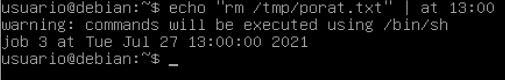 usuario@debian:~$ echo "rm /tmp/porat.txt" | at 13:00
warning: commands will be executed using /bin/sh
job 3 at Tue Jul 27 13:00:00 2021
usuario@debian:~$ _